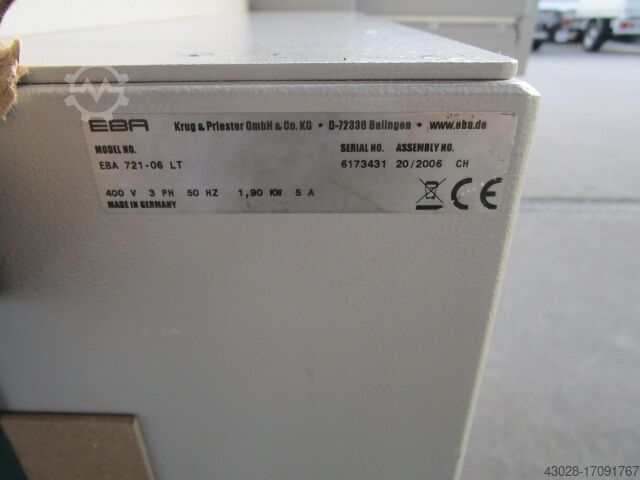 EBA Krug & Priester GmbH & Co. KG • D-72336 Balingen • www.eba.de
MODEL NO. SERIAL NO. ASSEMBLY NO.
EBA 721-06 LT 6173431 20/2006 CH
400 V 3 PH 50 HZ 1,90 KW 5 A
MADE IN GERMANY
CE
43028-17091767